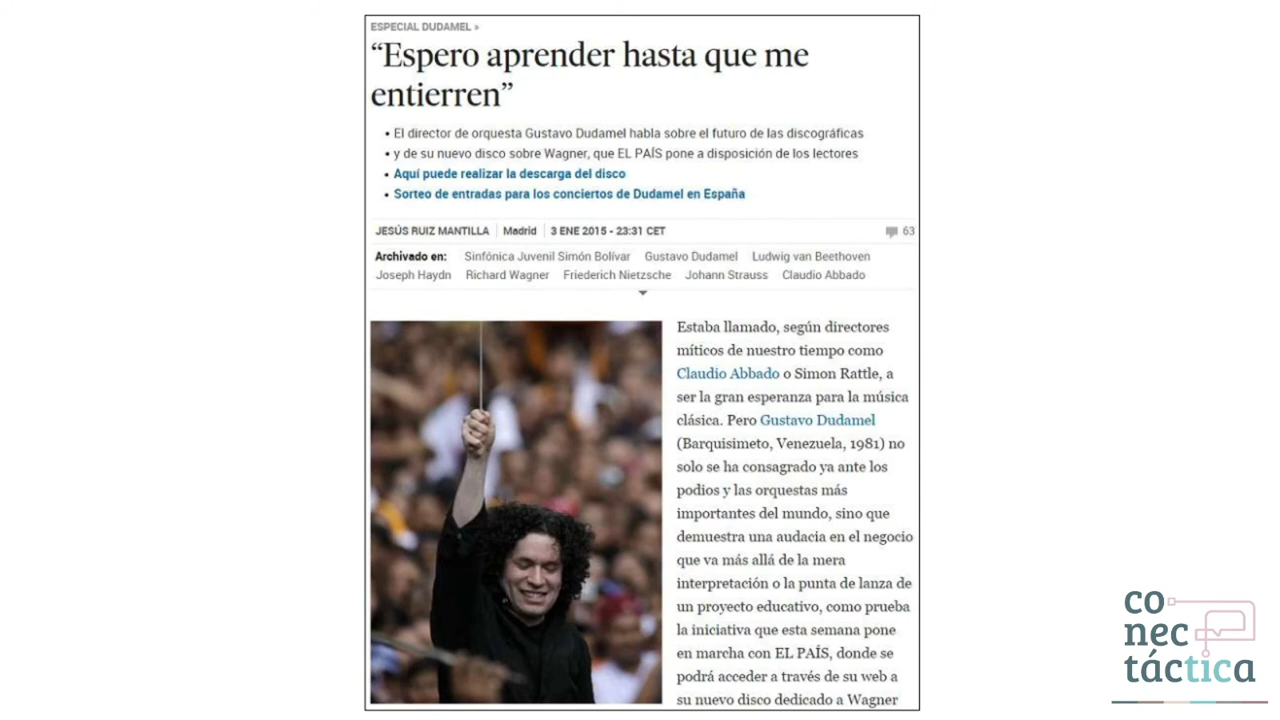 ESPECIAL DUDAMEL »
“Espero aprender hasta que me
entierren”
• El director de orquesta Gustavo Dudamel habla sobre el futuro de las discográficas
• y de su nuevo disco sobre Wagner, que EL PAÍS pone a disposición de los lectores
• Aquí puede realizar la descarga del disco
• Sorteo de entradas para los conciertos de Dudamel en España
JESÚS RUIZ MANTILLA | Madrid | 3 ENE 2015 - 23:31 CET 63
Archivado en: Sinfónica Juvenil Simón Bolívar Gustavo Dudamel Ludwig van Beethoven
Joseph Haydn Richard Wagner Friederich Nietzsche Johann Strauss Claudio Abbado
Estaba llamado, según directores
míticos de nuestro tiempo como
Claudio Abbado o Simon Rattle, a
ser la gran esperanza para la música
clásica. Pero Gustavo Dudamel
(Barquisimeto, Venezuela, 1981) no
solo se ha consagrado ya ante los
podios y las orquestas más
importantes del mundo, sino que
demuestra una audacia en el negocio
que va más allá de la mera
interpretación o la punta de lanza de
un proyecto educativo, como prueba
la iniciativa que esta semana pone
en marcha con EL PAÍS, donde se
podrá acceder a través de su web a
su nuevo disco dedicado a Wagner
co
nec
táctica